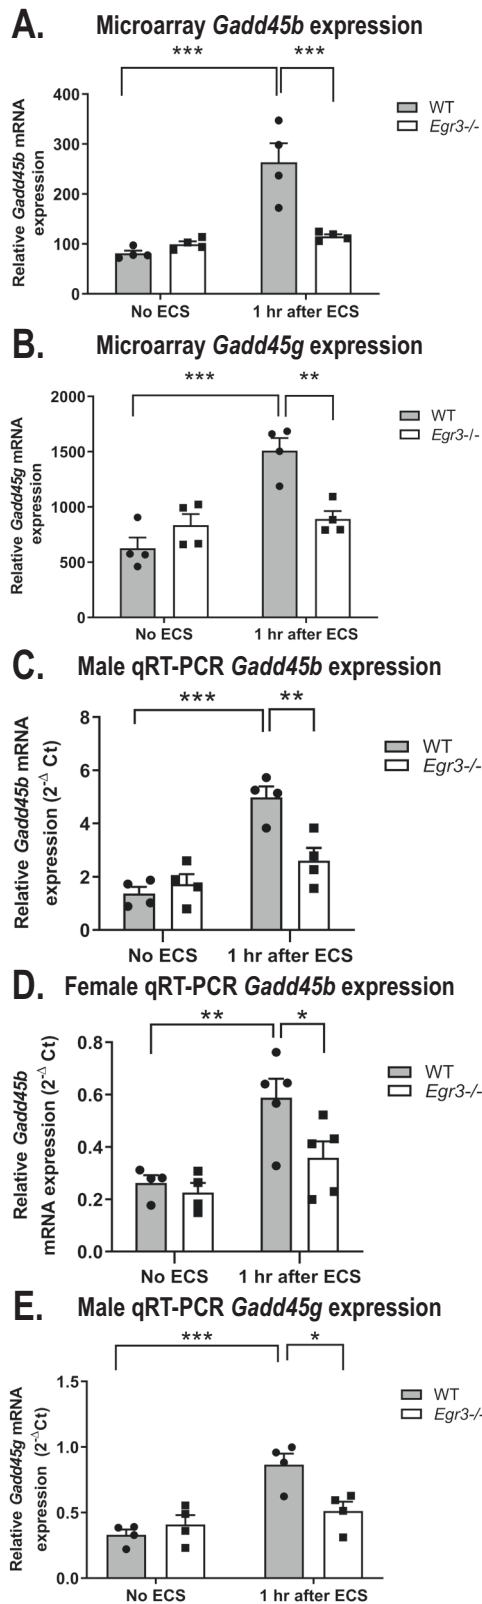 A. Microarray Gadd45b expression
*** ***
Relative Gadd45b mRNA
expression
400
300
200
100
0
WT
Egr3-/-
No ECS 1 hr after ECS
B. Microarray Gadd45g expression
*** **
Relative Gadd45g mRNA
expression
2000
1500
1000
500
0
WT
Egr3-/-
No ECS 1 hr after ECS
C. Male qRT-PCR Gadd45b expression
*** **
Relative Gadd45b mRNA
expression (2-Δ Ct)
8
6
4
2
0
WT
Egr3-/-
No ECS 1 hr after ECS
D. Female qRT-PCR Gadd45b expression
** *
Relative Gadd45b
mRNA expression (2-Δ Ct)
0.8
0.6
0.4
0.2
0.0
WT
Egr3-/-
No ECS 1 hr after ECS
E. Male qRT-PCR Gadd45g expression
*** *
Relative Gadd45g mRNA
expression (2-ΔCt)
1.5
1.0
0.5
0.0
WT
Egr3-/-
No ECS 1 hr after ECS